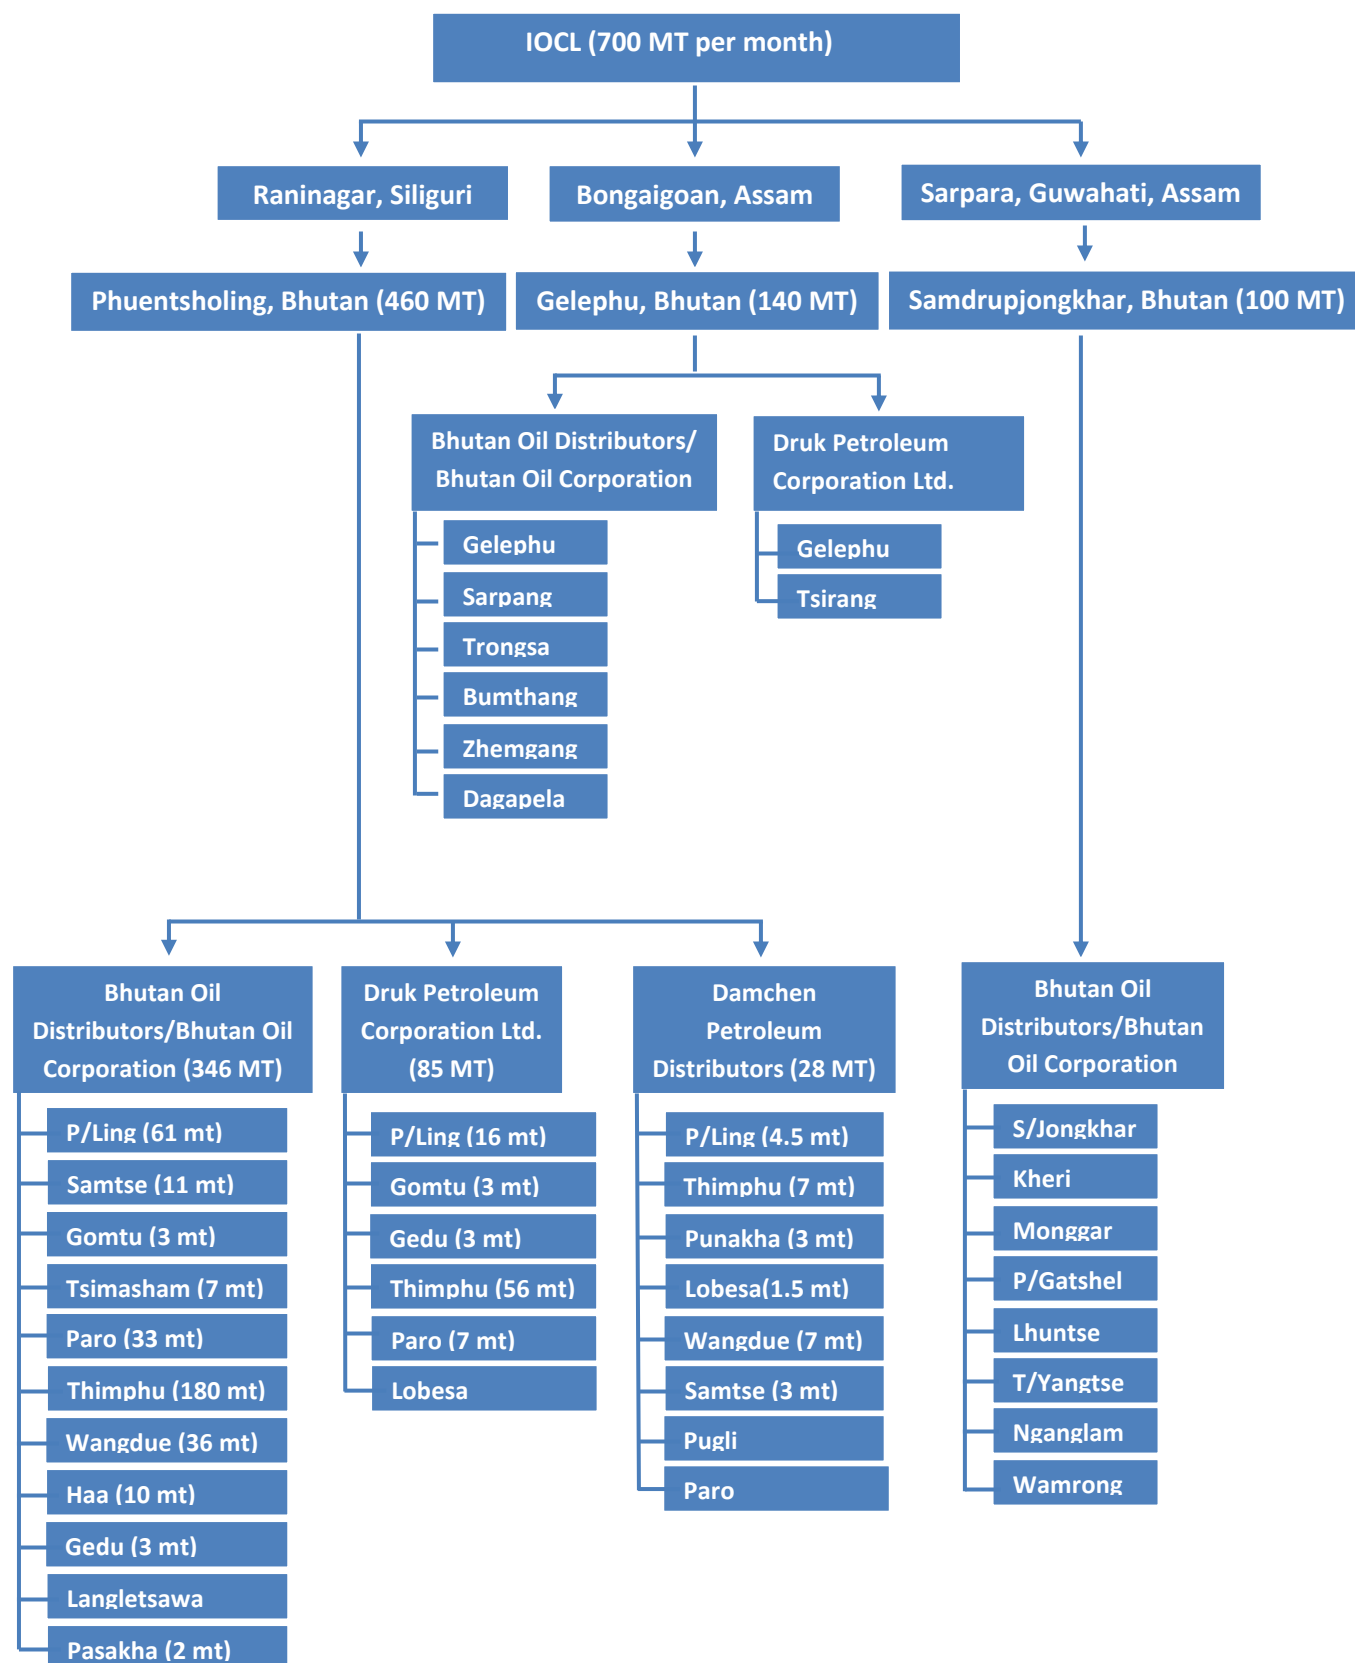 IOCL (700 MT per month)
Raninagar, Siliguri
Bongaigoan, Assam
Sarpara, Guwahati, Assam
Phuentsholing, Bhutan (460 MT)
Gelephu, Bhutan (140 MT)
Samdrupjongkhar, Bhutan (100 MT)
Bhutan Oil Distributors/
Bhutan Oil Corporation
Gelephu
Sarpang
Trongsa
Bumthang
Zhemgang
Dagapela
Druk Petroleum
Corporation Ltd.
Gelephu
Tsirang
Bhutan Oil
Distributors/Bhutan Oil
Corporation (346 MT)
P/Ling (61 mt)
Samtse (11 mt)
Gomtu (3 mt)
Tsimasham (7 mt)
Paro (33 mt)
Thimphu (180 mt)
Wangdue (36 mt)
Haa (10 mt)
Gedu (3 mt)
Langletsawa
Pasakha (2 mt)
Druk Petroleum
Corporation Ltd.
(85 MT)
P/Ling (16 mt)
Gomtu (3 mt)
Gedu (3 mt)
Thimphu (56 mt)
Paro (7 mt)
Lobesa
Damchen
Petroleum
Distributors (28 MT)
P/Ling (4.5 mt)
Thimphu (7 mt)
Punakha (3 mt)
Lobesa(1.5 mt)
Wangdue (7 mt)
Samtse (3 mt)
Pugli
Paro
Bhutan Oil
Distributors/Bhutan
Oil Corporation
S/Jongkhar
Kheri
Monggar
P/Gatshel
Lhuntse
T/Yangtse
Nganglam
Wamrong